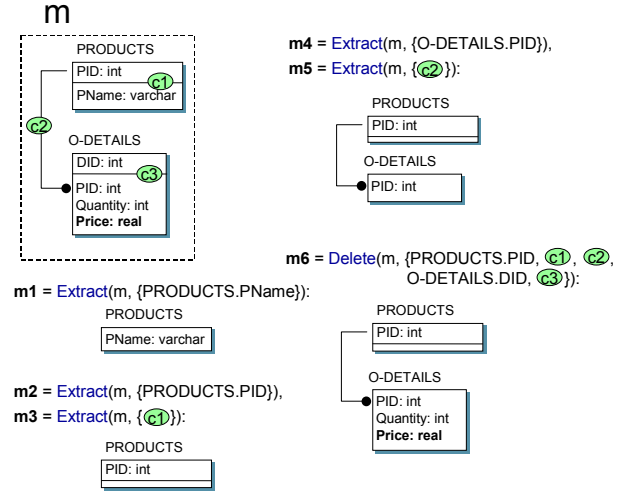 m
PRODUCTS
PID: int
c1
PName: varchar
c2
O-DETAILS
DID: int
c3
PID: int
Quantity: int
Price: real
m1 = Extract(m, {PRODUCTS.PName}):
PRODUCTS
PName: varchar
m2 = Extract(m, {PRODUCTS.PID}),
m3 = Extract(m, {c1}):
PRODUCTS
PID: int
m4 = Extract(m, {O-DETAILS.PID}),
m5 = Extract(m, {c2}):
PRODUCTS
PID: int
O-DETAILS
PID: int
m6 = Delete(m, {PRODUCTS.PID, c1, c2,
O-DETAILS.DID, c3}):
PRODUCTS
PID: int
O-DETAILS
PID: int
Quantity: int
Price: real